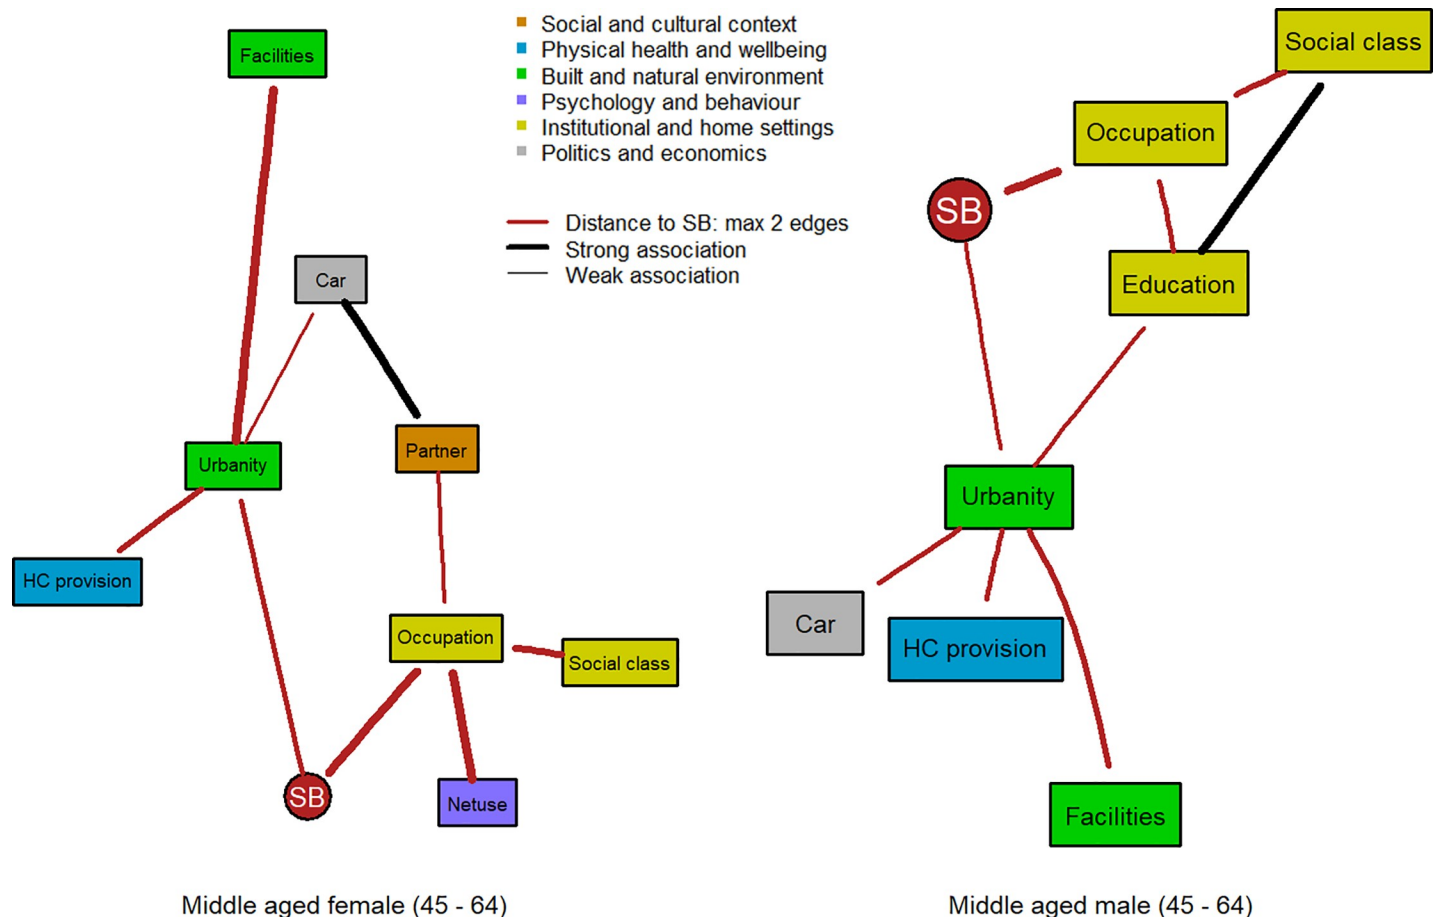 Facilities
Car
Urbanity
Partner
HC provision
Occupation
Social class
SB
Netuse
Middle aged female (45 - 64)
Social and cultural context
Physical health and wellbeing
Built and natural environment
Psychology and behaviour
Institutional and home settings
Politics and economics
Distance to SB: max 2 edges
Strong association
Weak association
Social class
Occupation
SB
Education
Urbanity
Car
HC provision
Facilities
Middle aged male (45 - 64)